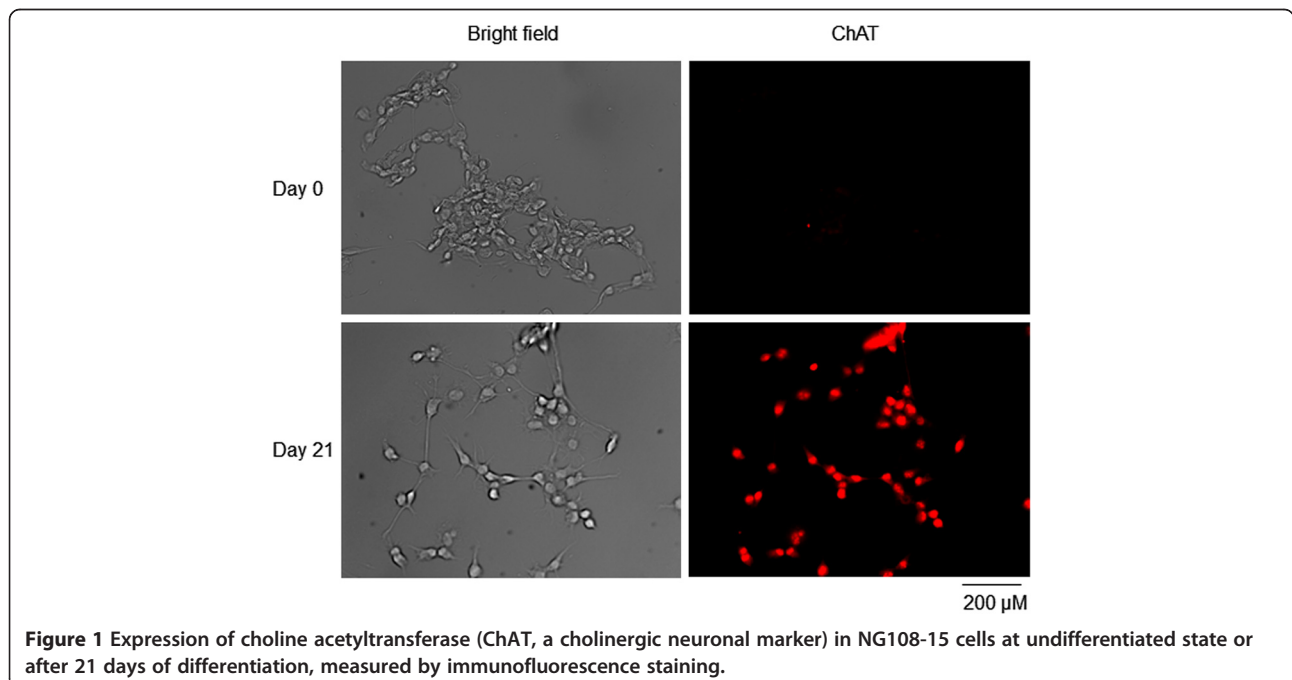 Bright field ChAT
Day 0
Day 21
200 µM
Figure 1 Expression of choline acetyltransferase (ChAT, a cholinergic neuronal marker) in NG108-15 cells at undifferentiated state or
after 21 days of differentiation, measured by immunofluorescence staining.